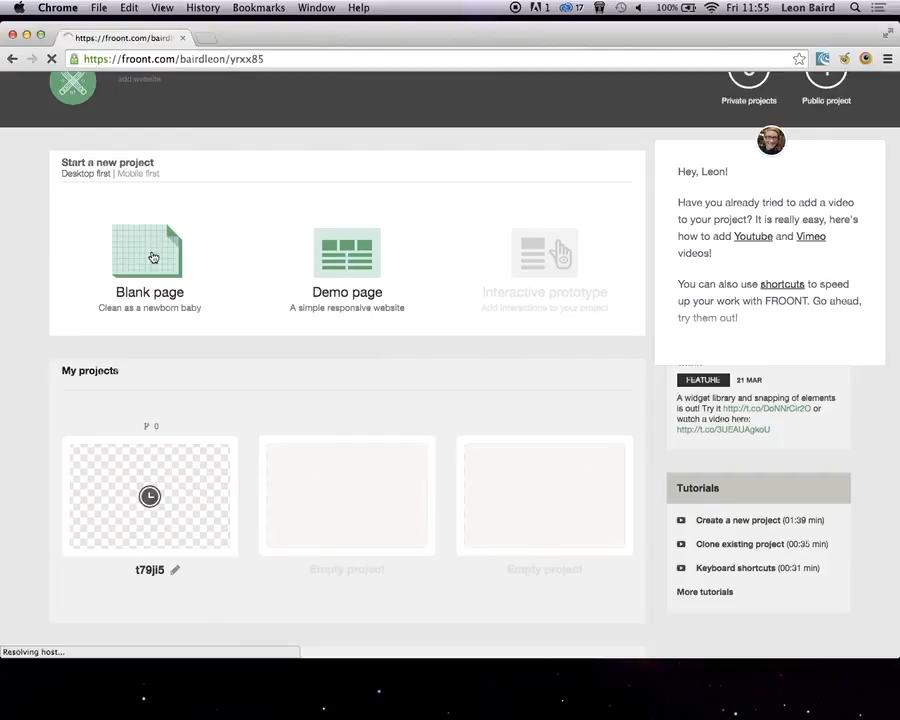 Chrome File Edit View History Bookmarks Window Help 1 17 100% Fri 11:55 Leon Baird
https://froont.com/bairdl
https://froont.com/bairdleon/yrxx85
add website
Private projects
Public project
Start a new project
Desktop first | Mobile first
Blank page
Clean as a newborn baby
Demo page
A simple responsive website
Interactive prototype
Add interactions to your project
Hey, Leon!
Have you already tried to add a video
to your project? It is really easy, here's
how to add Youtube and Vimeo
videos!
You can also use shortcuts to speed
up your work with FROONT. Go ahead,
try them out!
FEATURE 21 MAR
A widget library and snapping of elements
is out! Try it http://t.co/DoNNrCir2O or
watch a video here:
http://t.co/3UEAUAgkoU
My projects
P 0
t79ji5
Empty project
Empty project
Tutorials
Create a new project (01:39 min)
Clone existing project (00:35 min)
Keyboard shortcuts (00:31 min)
More tutorials
Resolving host...